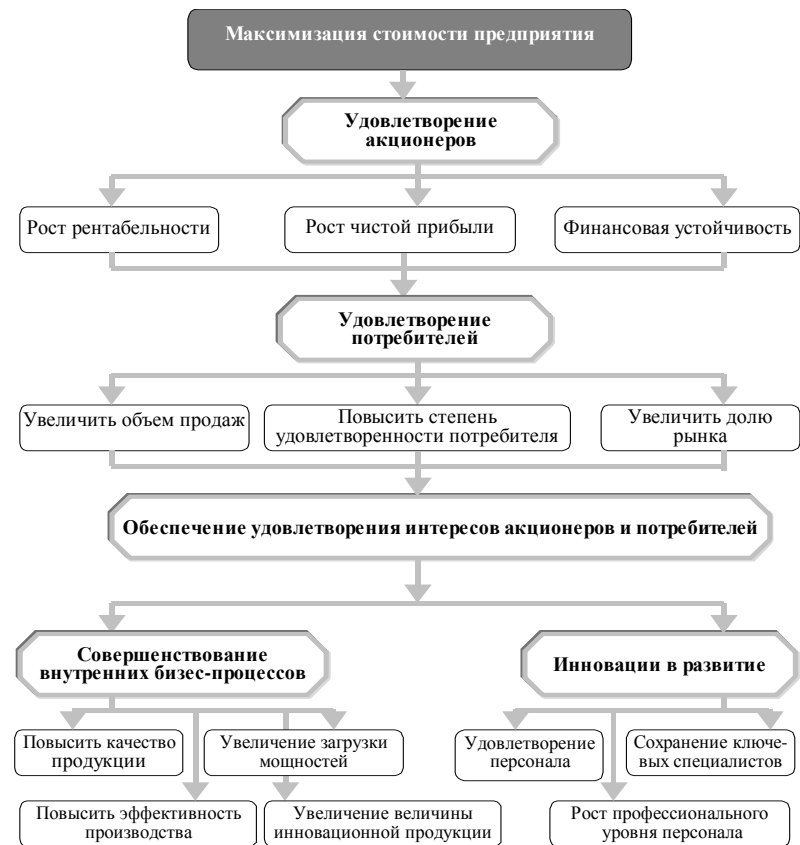 Максимизация стоимости предприятия
Удовлетворение
акционеров
Рост рентабельности
Рост чистой прибыли
Финансовая устойчивость
Удовлетворение
потребителей
Увеличить объем продаж
Повысить степень
удовлетворенности потребителя
Увеличить долю
рынка
Обеспечение удовлетворения интересов акционеров и потребителей
Совершенствование
внутренних бизес-процессов
Инновации в развитие
Повысить качество
продукции
Увеличение загрузки
мощностей
Удовлетворение
персонала
Сохранение ключе-
вых специалистов
Повысить эффективность
производства
Увеличение величины
инновационной продукции
Рост профессионального
уровня персонала